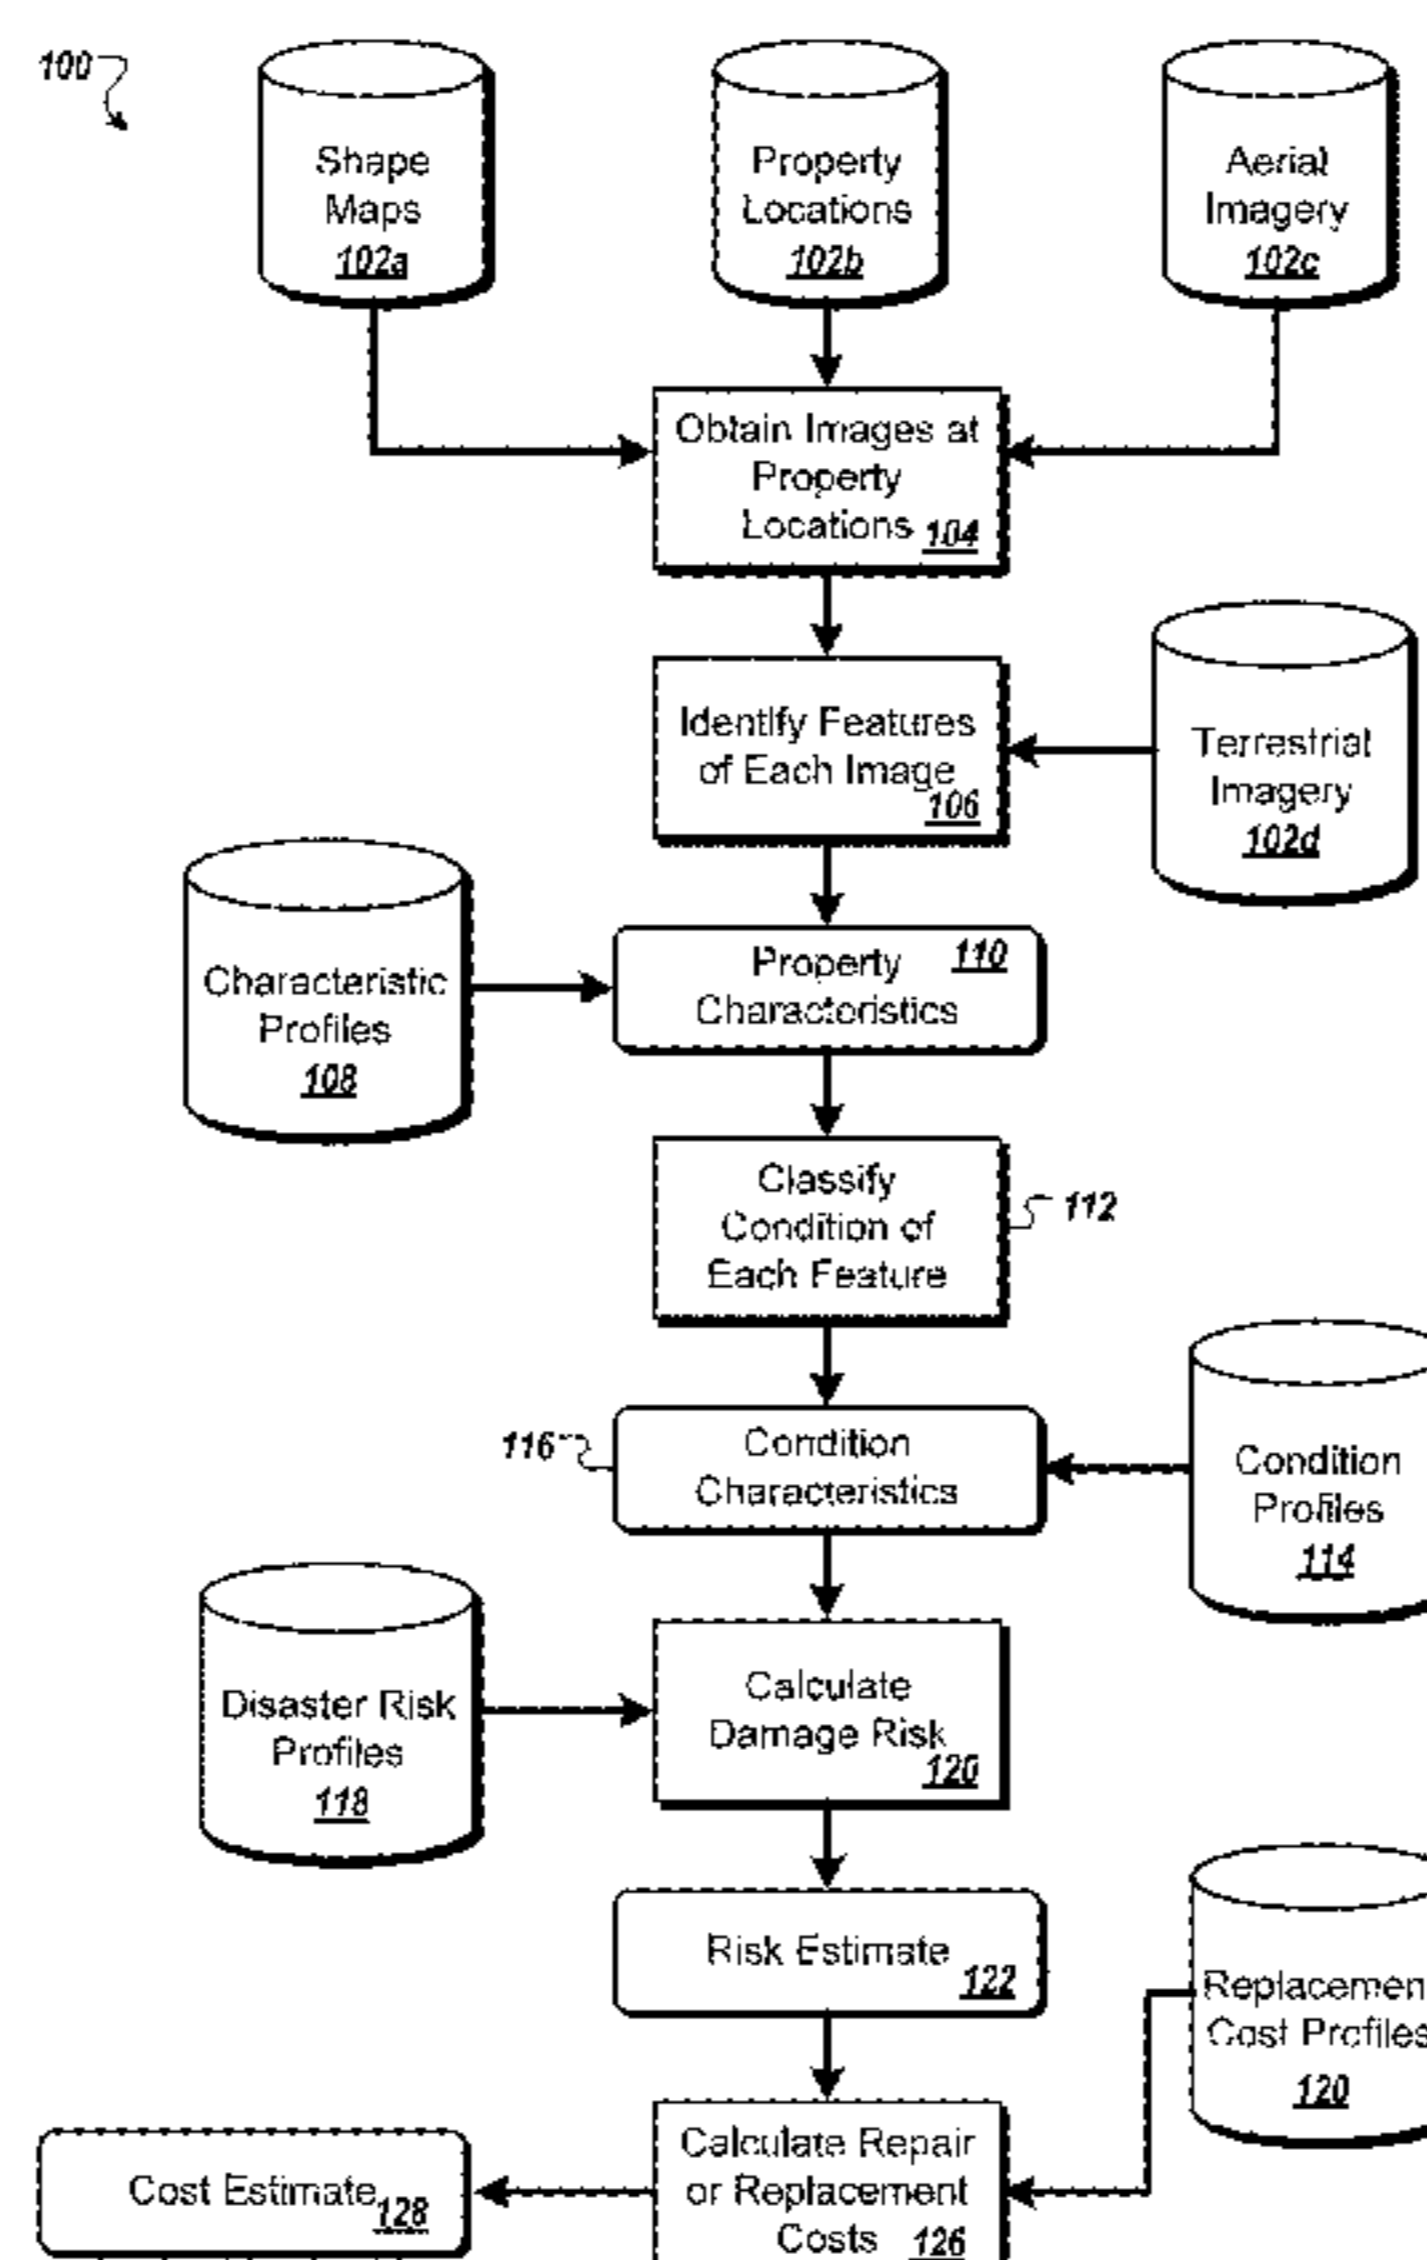 100
Shape
Maps
102a
Property
Locations
102b
Aerial
Imagery
102c
Obtain Images at
Property
Locations 104
Identify Features
of Each Image
106
Terrestrial
Imagery
102d
Characteristic
Profiles
108
Property 110
Characteristics
Classify
Condition of
Each Feature
112
116
Condition
Characteristics
Condition
Profiles
114
Disaster Risk
Profiles
118
Calculate
Damage Risk
120
Risk Estimate
122
Replacemen
Cost Profiles
120
Calculate Repair
or Replacement
Costs 126
Cost Estimate 128